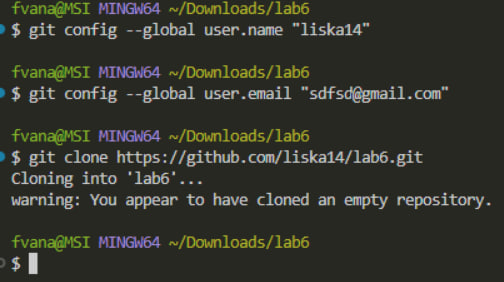 fvana@MSI MINGW64 ~/Downloads/lab6
$ git config --global user.name "liska14"
fvana@MSI MINGW64 ~/Downloads/lab6
$ git config --global user.email "sdfsd@gmail.com"
fvana@MSI MINGW64 ~/Downloads/lab6
$ git clone https://github.com/liska14/lab6.git
Cloning into 'lab6'...
warning: You appear to have cloned an empty repository.
fvana@MSI MINGW64 ~/Downloads/lab6
$